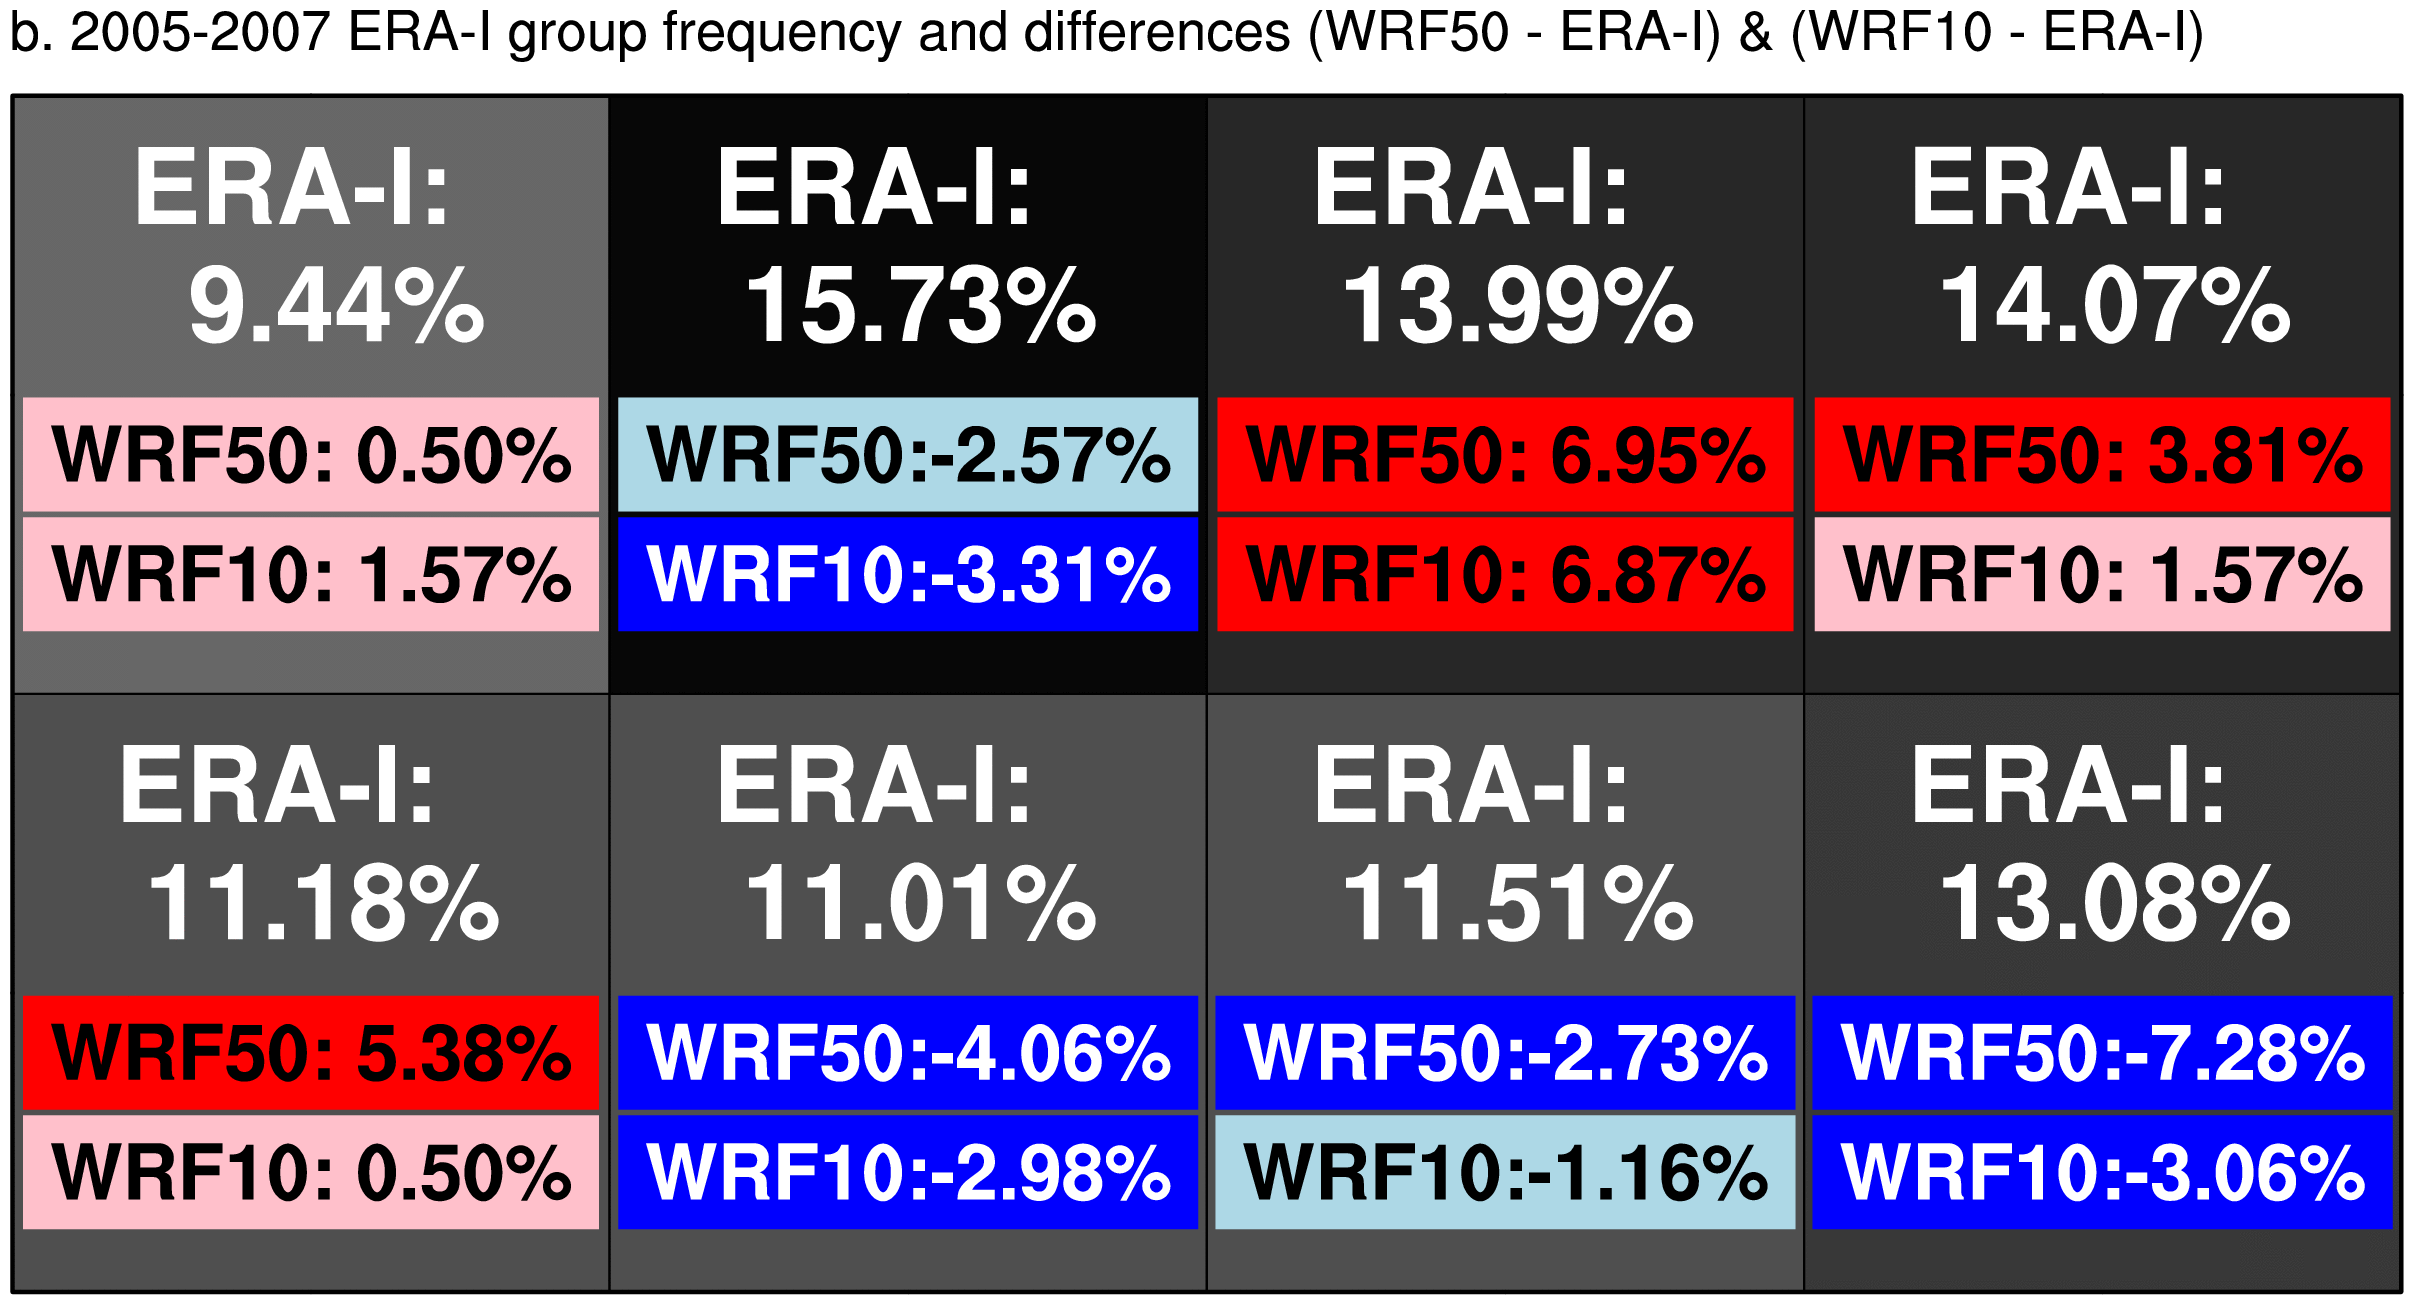 b. 2005-2007 ERA-I group frequency and differences (WRF50 - ERA-I) & (WRF10 - ERA-I)
ERA-I:
9.44%
WRF50: 0.50%
WRF10: 1.57%
ERA-I:
15.73%
WRF50:-2.57%
WRF10:-3.31%
ERA-I:
13.99%
WRF50: 6.95%
WRF10: 6.87%
ERA-I:
14.07%
WRF50: 3.81%
WRF10: 1.57%
ERA-I:
11.18%
WRF50: 5.38%
WRF10: 0.50%
ERA-I:
11.01%
WRF50:-4.06%
WRF10:-2.98%
ERA-I:
11.51%
WRF50:-2.73%
WRF10:-1.16%
ERA-I:
13.08%
WRF50:-7.28%
WRF10:-3.06%